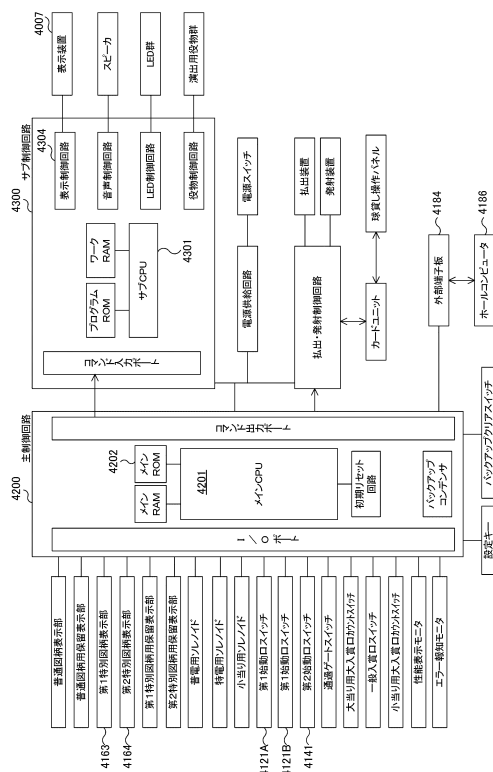 4200
主制御回路
4300
サブ制御回路
普通図柄表示部
普通図柄用保留表示部
4163
第1特別図柄表示部
4164
第2特別図柄表示部
第1特別図柄用保留表示部
第2特別図柄用保留表示部
普電用ソレノイド
特電用ソレノイド
小当り用ソレノイド
4121A
第1始動口スイッチ
4121B
第1始動口スイッチ
4141
第2始動口スイッチ
通過ゲートスイッチ
大当り用大入賞口カウントスイッチ
一般入賞口スイッチ
小当り用大入賞口カウントスイッチ
性能表示モニタ
エラー報知モニタ
I/Oポート
メインRAM
メインROM
4202
4201
メインCPU
初期リセット回路
バックアップコンデンサ
コマンド出力ポート
設定キー
バックアップクリアスイッチ
コマンド入力ポート
プログラムROM
ワークRAM
サブCPU
4301
4304
表示制御回路
音声制御回路
LED制御回路
役物制御回路
4007
表示装置
スピーカ
LED群
演出用役物群
電源供給回路
電源スイッチ
払出・発射制御回路
払出装置
発射装置
カードユニット
球貸し操作パネル
4184
外部端子板
4186
ホールコンピュータ